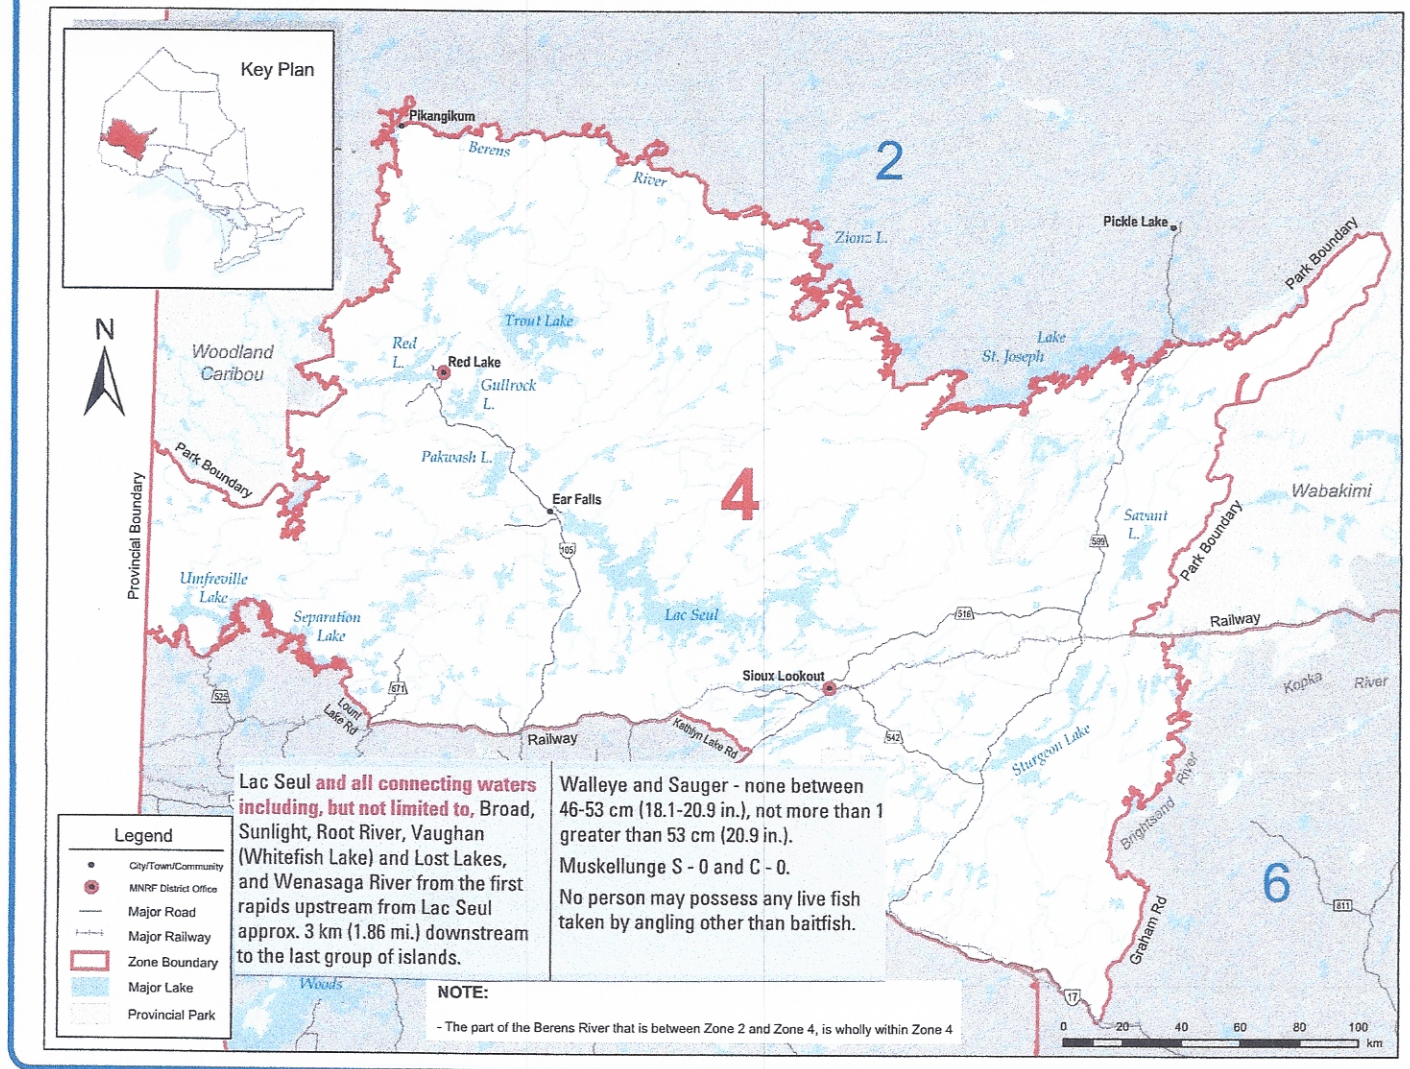 Key Plan
Pikangikum
Berens
River
2
Zionz L.
Pickle Lake
Park Boundary
N
Woodland
Caribou
Trout Lake
Red
L.
Red Lake
Gullrock
L.
Lake
St. Joseph
Park Boundary
Pakwash L.
4
Ear Falls
Wabakimi
Provincial Boundary
Savant
L.
Park Boundary
105
599
Umfreville
Lake
Separation
Lake
Lac Seul
516
Railway
Sioux Lookout
Kopka
River
525
671
Lount
Lake Rd
Railway
Kathlyn Lake Rd
642
Sturgeon Lake
River
Brightsand
6
811
Graham Rd
17
Lac Seul and all connecting waters
including, but not limited to, Broad,
Sunlight, Root River, Vaughan
(Whitefish Lake) and Lost Lakes,
and Wenasaga River from the first
rapids upstream from Lac Seul
approx. 3 km (1.86 mi.) downstream
to the last group of islands.
Walleye and Sauger - none between
46-53 cm (18.1-20.9 in.), not more than 1
greater than 53 cm (20.9 in.).
Muskellunge S - 0 and C - 0.
No person may possess any live fish
taken by angling other than baitfish.
Legend
City/Town/Community
MNRF District Office
Major Road
Major Railway
Zone Boundary
Major Lake
Provincial Park
Woods
NOTE:
- The part of the Berens River that is between Zone 2 and Zone 4, is wholly within Zone 4
0 20 40 60 80 100
km